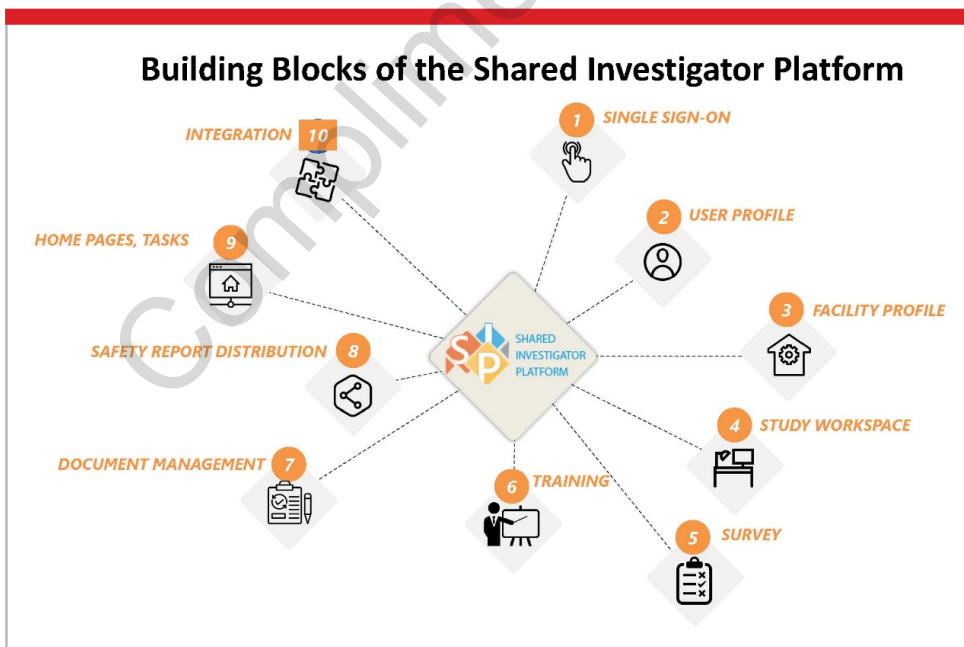 Building Blocks of the Shared Investigator Platform
1
SINGLE SIGN-ON
2
USER PROFILE
3
FACILITY PROFILE
4
STUDY WORKSPACE
5
SURVEY
6
TRAINING
7
DOCUMENT MANAGEMENT
8
SAFETY REPORT DISTRIBUTION
9
HOME PAGES, TASKS
10
INTEGRATION
SIP
SHARED
INVESTIGATOR
PLATFORM